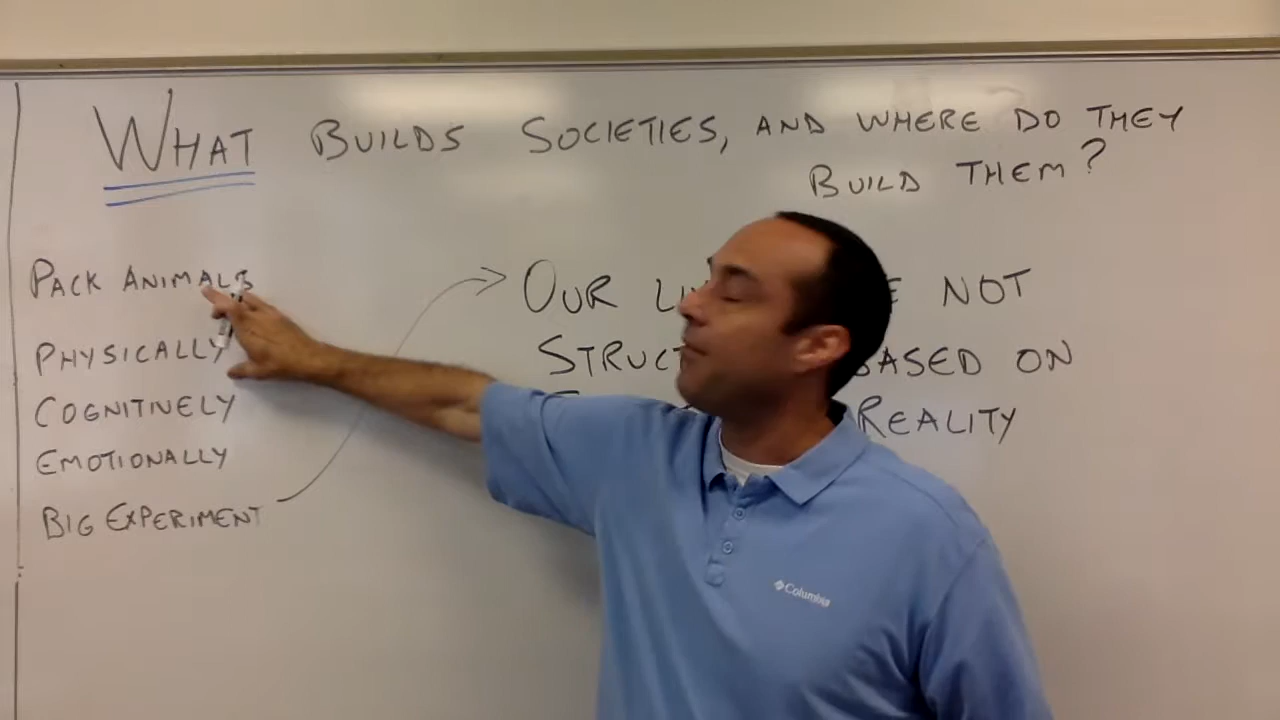 WHAT BUILDS SOCIETIES, AND WHERE DO THEY
BUILD THEM?
PACK ANIMALS
PHYSICALLY
COGNITIVELY
EMOTIONALLY
BIG EXPERIMENT
OUR NOT
BASED ON
REALITY
Columbia